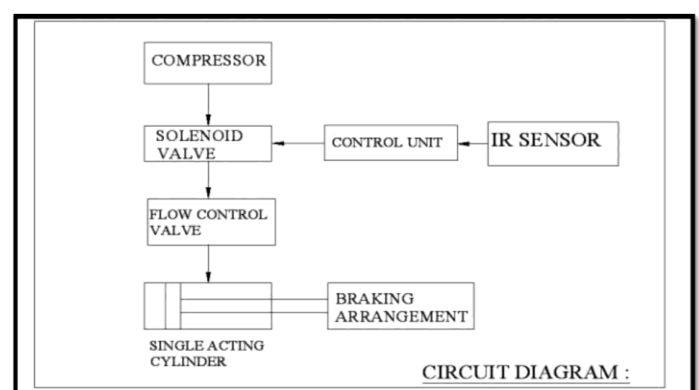 COMPRESSOR
SOLENOID
VALVE
CONTROL UNIT
IR SENSOR
FLOW CONTROL
VALVE
BRAKING
ARRANGEMENT
SINGLE ACTING
CYLINDER
CIRCUIT DIAGRAM :